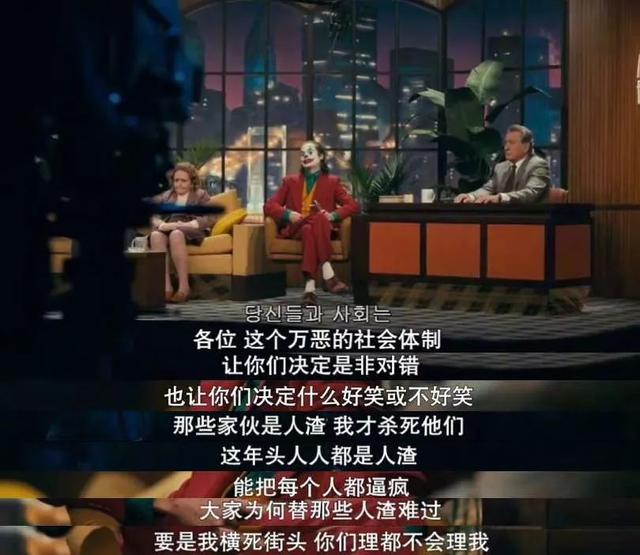 당신들과 사회는
各位 这个万恶的社会体制
让你们决定是非对错
也让你们决定什么好笑或不好笑
那些家伙是人渣 我才杀死他们
这年头人人都是人渣
能把每个人都逼疯
大家为何替那些人渣难过
要是我横死街头 你们理都不会理我